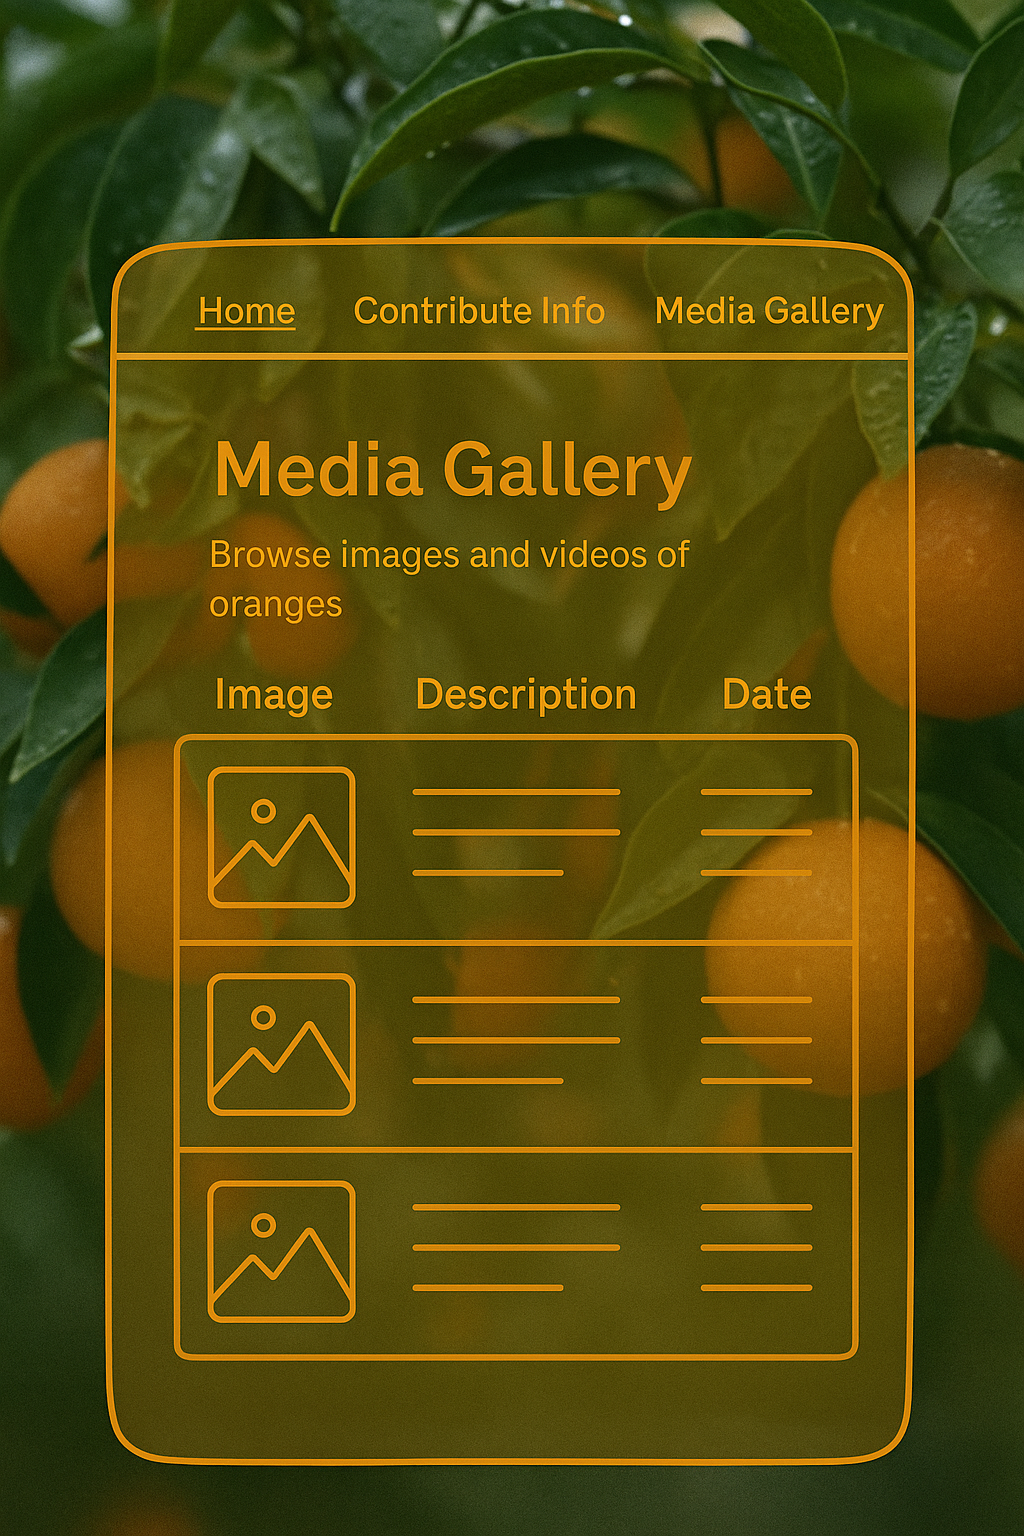 Home Contribute Info Media Gallery
Media Gallery
Browse images and videos of
oranges
Image Description Date